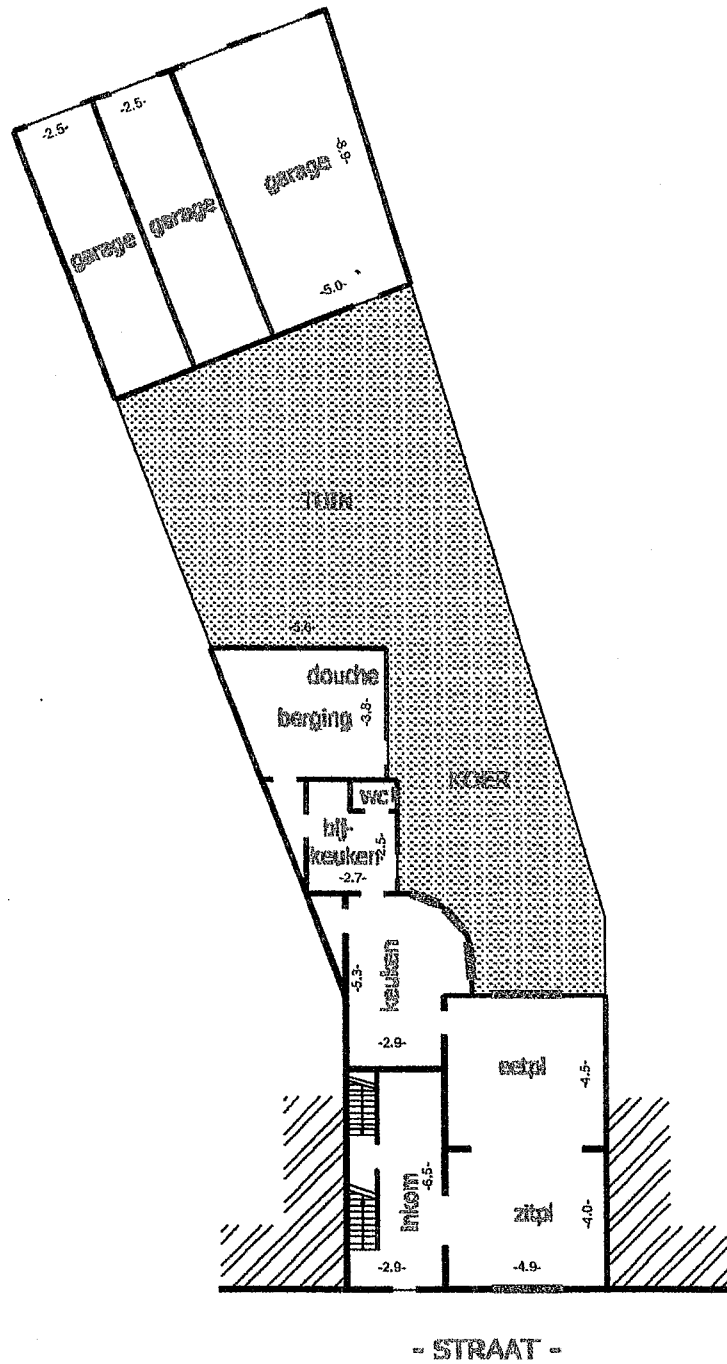 -2.5-
-2.5-
-8.9-
garage
garage
garage
-5.0-
TUIN
-5.6-
douche
berging
-3.8-
wc
bij-
keuken
-2.5-
-2.7-
KOER
keuken
-5.3-
-2.9-
eetpl
-4.5-
inkom
-6.5-
zitpl
-4.0-
-2.9-
-4.9-
- STRAAT -